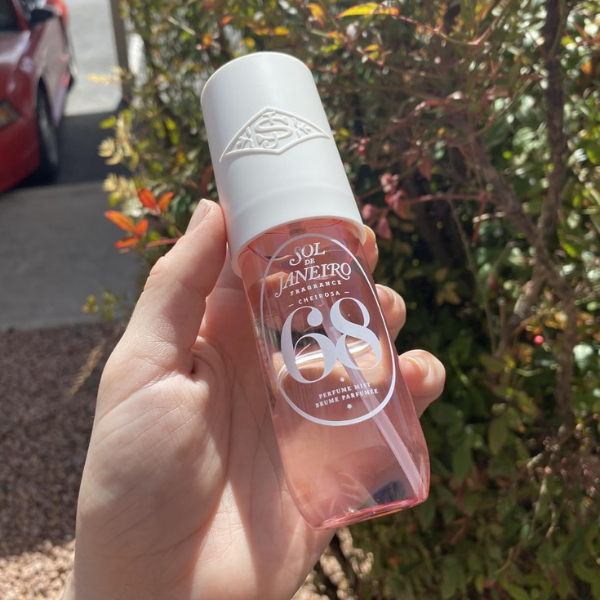 SOL
DE
JANEIRO
FRAGRANCE
CHEIROSA
68
PERFUME MIST
BRUME PARFUMÉE